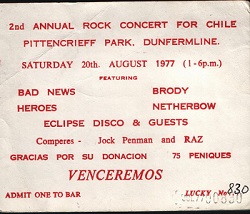 2nd ANNUAL ROCK CONCERT FOR CHILE
PITTENCRIEFF PARK, DUNFERMLINE.
SATURDAY 20th. AUGUST 1977 (1-6p.m.)
FEATURING
BAD NEWS BRODY
HEROES NETHERBOW
ECLIPSE DISCO & GUESTS
Comperes - Jock Penman and RAZ
GRACIAS POR SU DONACION 75 PENIQUES
VENCEREMOS
ADMIT ONE TO BAR LUCKY No 830